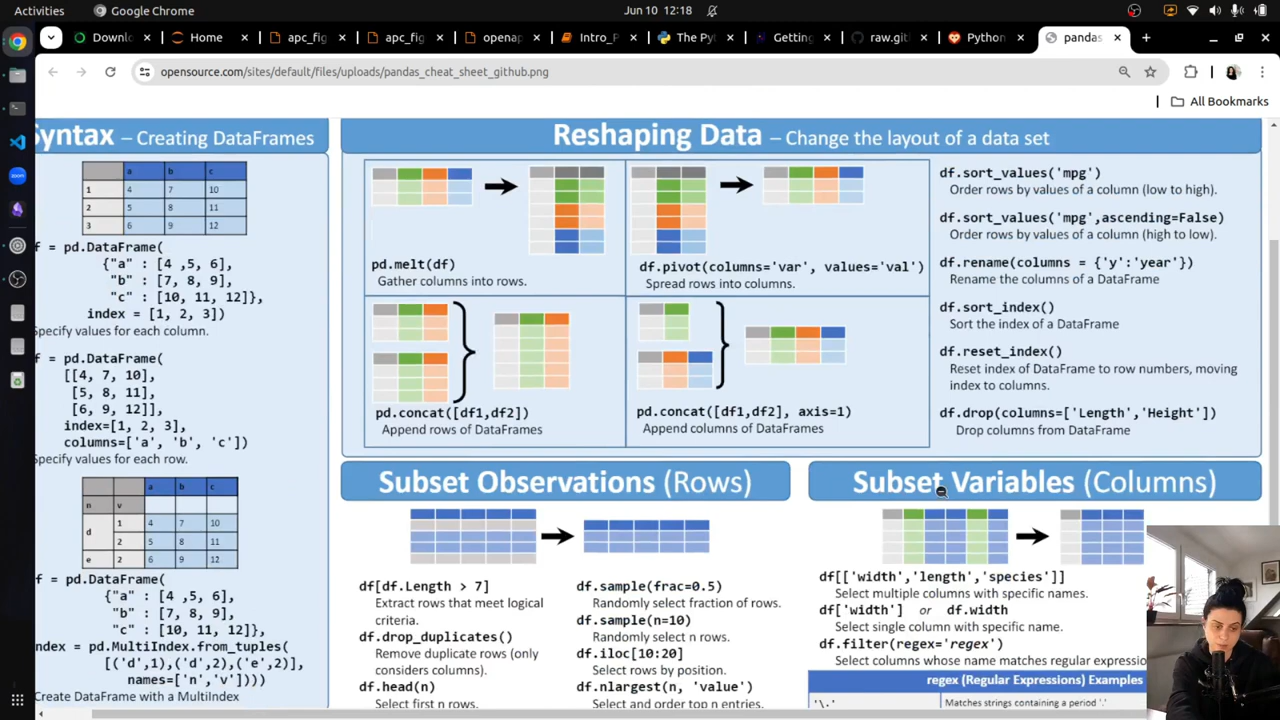 Activities
Google Chrome
Jun 10 12:18
Downl
Home
apc_fig
apc_fig
openap
Intro_P
The Pyt
Getting
raw.git
Python
pandas
opensource.com/sites/default/files/uploads/pandas_cheat_sheet_github.png
All Bookmarks
Syntax – Creating DataFrames
a b c
1 4 7 10
2 5 8 11
3 6 9 12
f = pd.DataFrame(
{"a" : [4 ,5, 6],
"b" : [7, 8, 9],
"c" : [10, 11, 12]},
index = [1, 2, 3])
Specify values for each column.
f = pd.DataFrame(
[[4, 7, 10],
[5, 8, 11],
[6, 9, 12]],
index=[1, 2, 3],
columns=['a', 'b', 'c'])
Specify values for each row.
a b c
n v
d 1 4 7 10
2 5 8 11
e 2 6 9 12
f = pd.DataFrame(
{"a" : [4 ,5, 6],
"b" : [7, 8, 9],
"c" : [10, 11, 12]},
index = pd.MultiIndex.from_tuples(
[('d',1),('d',2),('e',2)],
names=['n','v'])))
Create DataFrame with a MultiIndex
Reshaping Data – Change the layout of a data set
pd.melt(df)
Gather columns into rows.
df.pivot(columns='var', values='val')
Spread rows into columns.
pd.concat([df1,df2])
Append rows of DataFrames
pd.concat([df1,df2], axis=1)
Append columns of DataFrames
df.sort_values('mpg')
Order rows by values of a column (low to high).
df.sort_values('mpg',ascending=False)
Order rows by values of a column (high to low).
df.rename(columns = {'y':'year'})
Rename the columns of a DataFrame
df.sort_index()
Sort the index of a DataFrame
df.reset_index()
Reset index of DataFrame to row numbers, moving
index to columns.
df.drop(columns=['Length','Height'])
Drop columns from DataFrame
Subset Observations (Rows)
df[df.Length > 7]
Extract rows that meet logical
criteria.
df.drop_duplicates()
Remove duplicate rows (only
considers columns).
df.head(n)
Select first n rows.
df.sample(frac=0.5)
Randomly select fraction of rows.
df.sample(n=10)
Randomly select n rows.
df.iloc[10:20]
Select rows by position.
df.nlargest(n, 'value')
Select and order top n entries.
Subset Variables (Columns)
df[['width','length','species']]
Select multiple columns with specific names.
df['width'] or df.width
Select single column with specific name.
df.filter(regex='regex')
Select columns whose name matches regular expressio
regex (Regular Expressions) Examples
'\.' Matches strings containing a period '.'